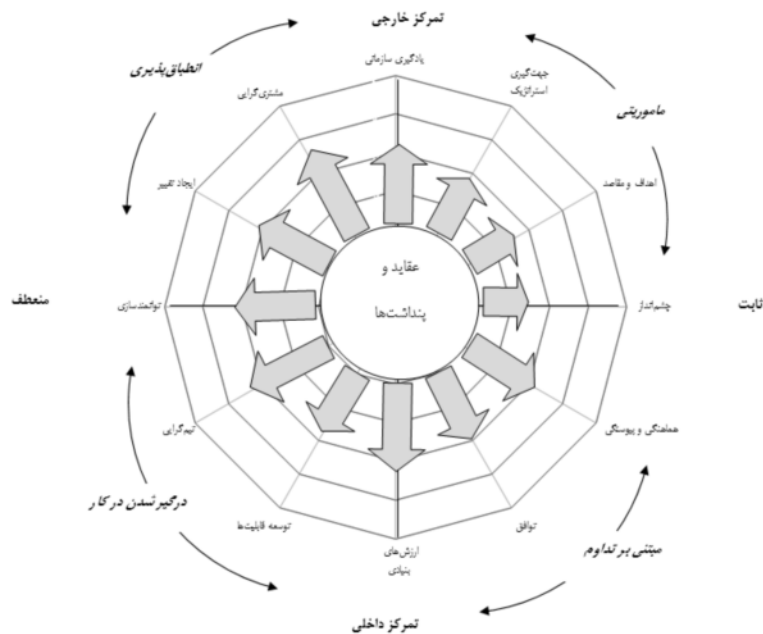 تمرکز خارجی
یادگیری سازمانی
جهت‌گیری
استراتژیک
ماموریتی
اهداف و مقاصد
ثابت
چشم‌انداز
هماهنگی و پیوستگی
مبتنی بر تداوم
توافق
ارزش‌های
بنیادی
تمرکز داخلی
توسعه قابلیت‌ها
درگیر شدن در کار
تیم‌گرایی
منعطف
توانمندسازی
ایجاد تغییر
انطباق‌پذیری
مشتری‌گرایی
عقاید و
پنداشت‌ها